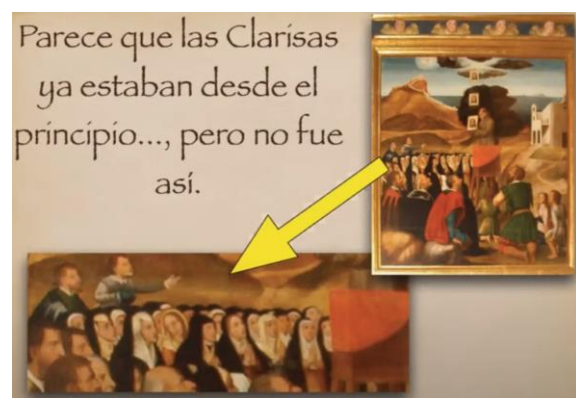 Parece que las Clarisas
ya estaban desde el
principio..., pero no fue
así.